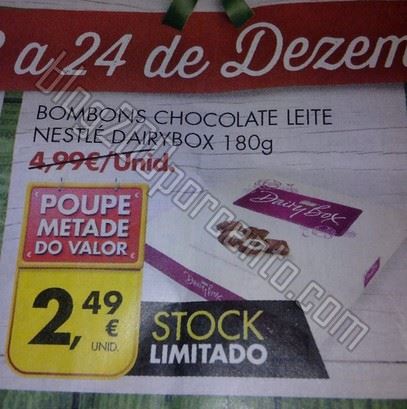 a 24 de Dezem
BOMBONS CHOCOLATE LEITE
NESTLÉ DAIRYBOX 180g
4,99€/Unid.
POUPE
METADE
DO VALOR
2,49
€
UNID.
STOCK
LIMITADO
Dairybox
Dairybox